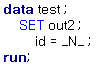 data test;
SET out2;
id = _N_ ;
run;